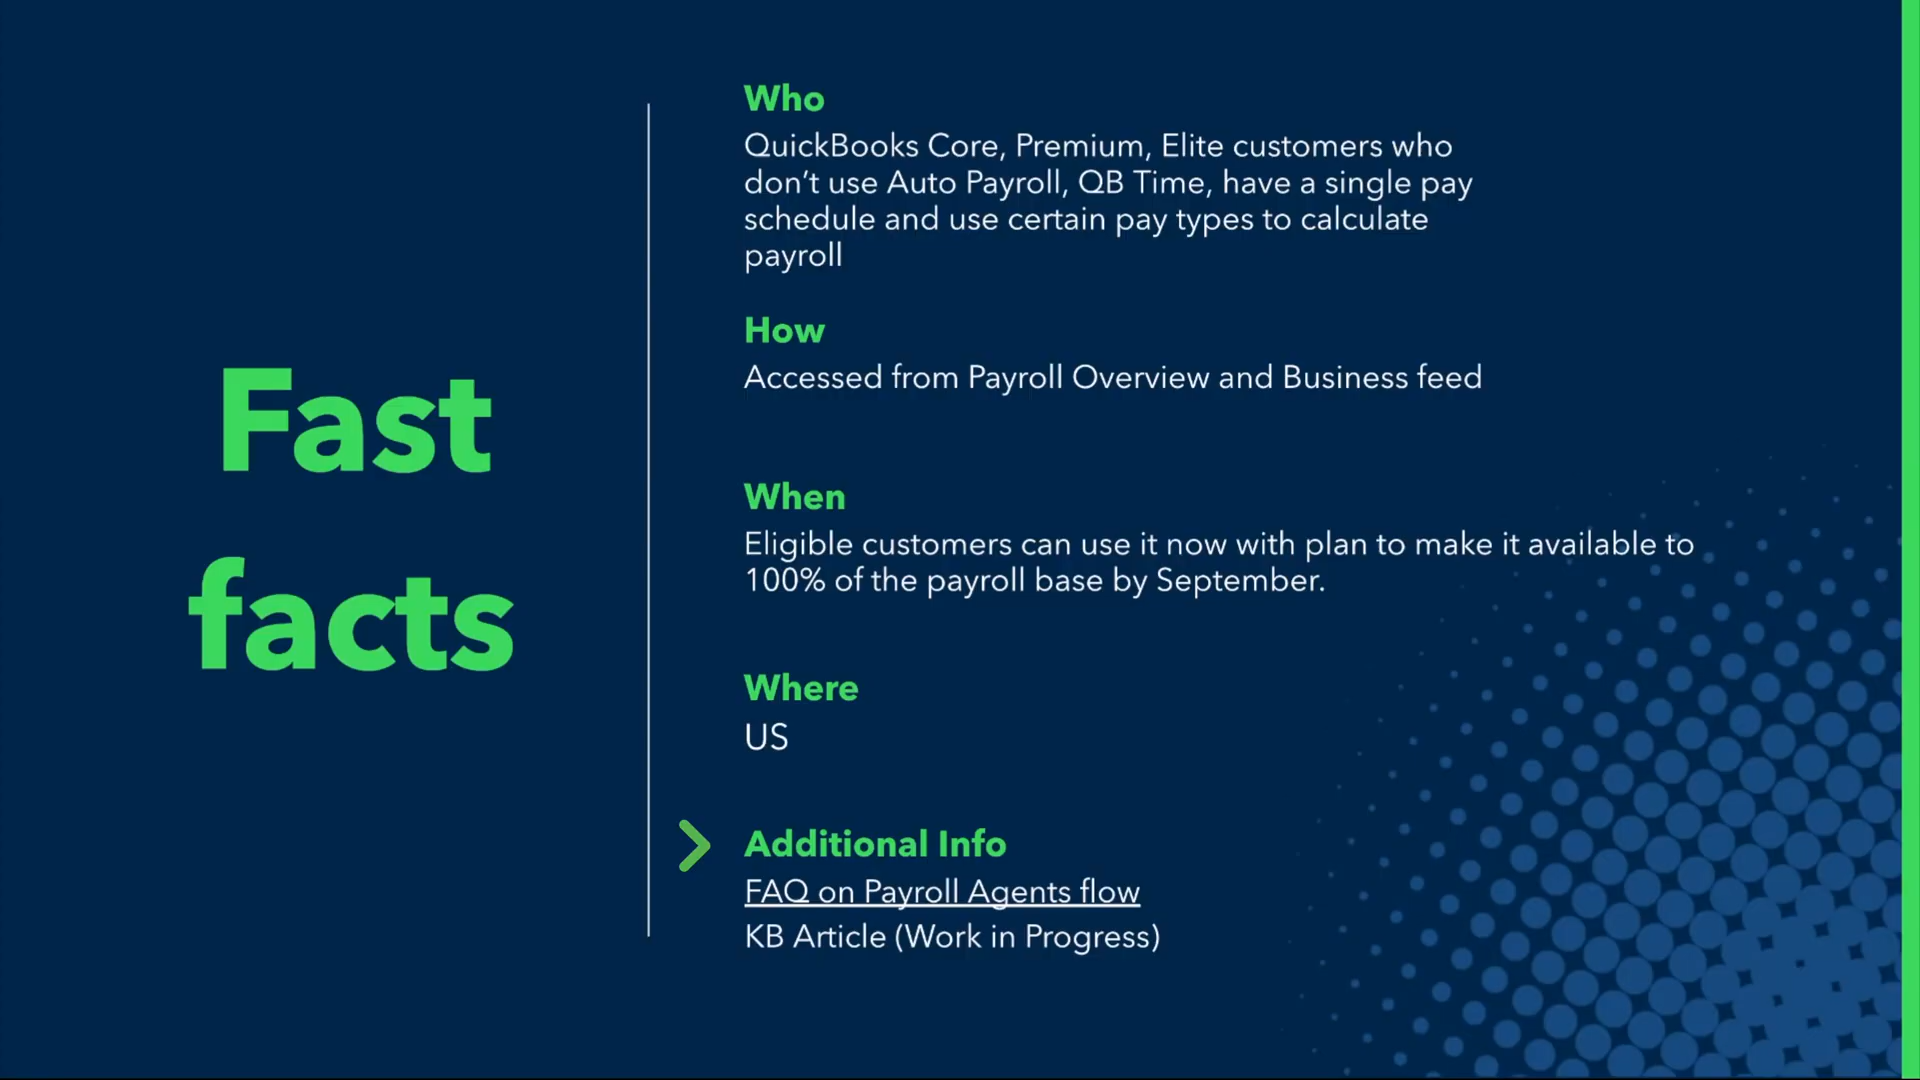 Fast
facts
Who
QuickBooks Core, Premium, Elite customers who
don’t use Auto Payroll, QB Time, have a single pay
schedule and use certain pay types to calculate
payroll
How
Accessed from Payroll Overview and Business feed
When
Eligible customers can use it now with plan to make it available to
100% of the payroll base by September.
Where
US
Additional Info
FAQ on Payroll Agents flow
KB Article (Work in Progress)